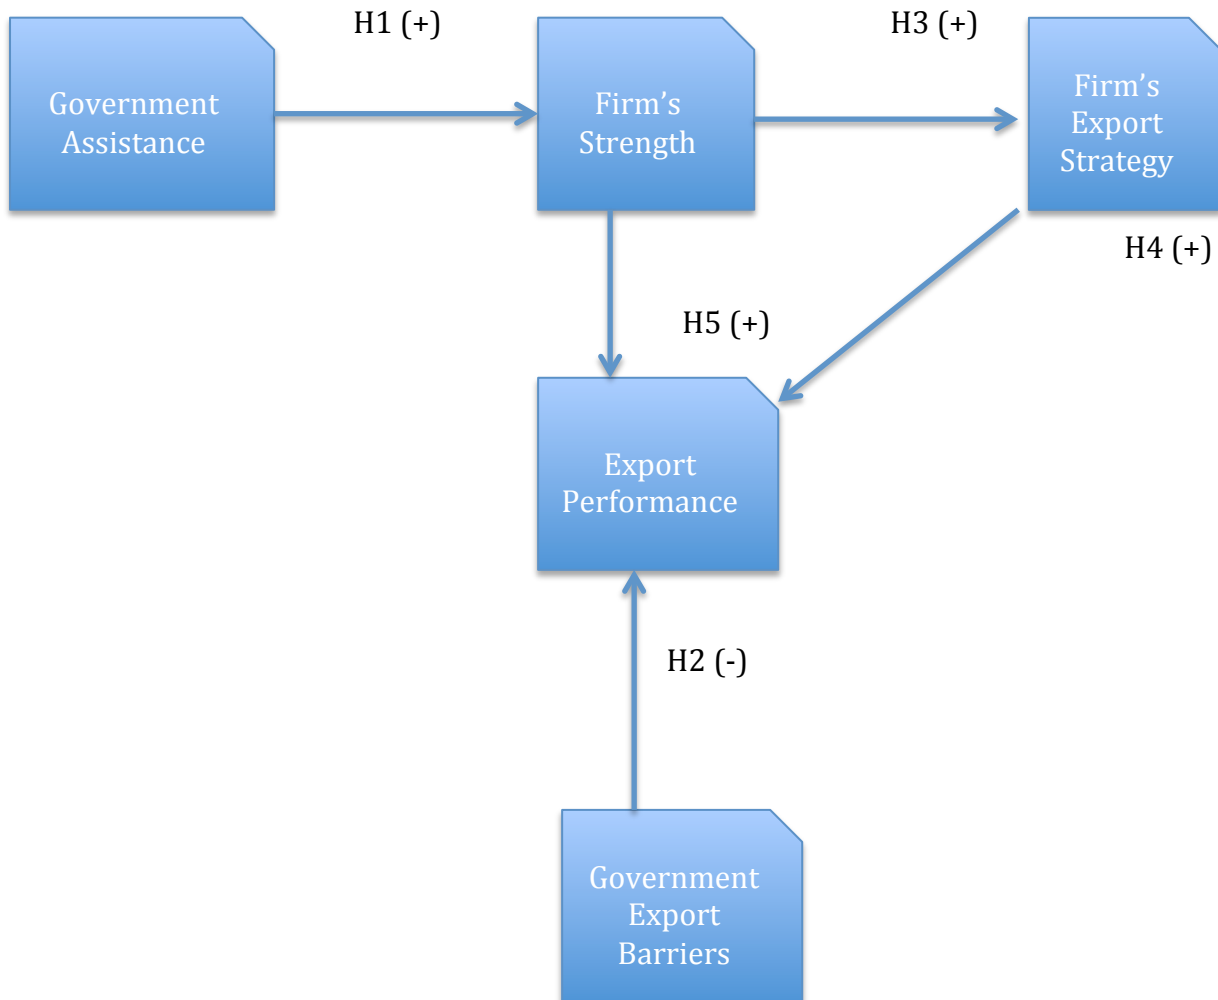 H1 (+)
H3 (+)
Government
Assistance
Firm’s
Strength
Firm’s
Export
Strategy
H4 (+)
H5 (+)
Export
Performance
H2 (-)
Government
Export
Barriers